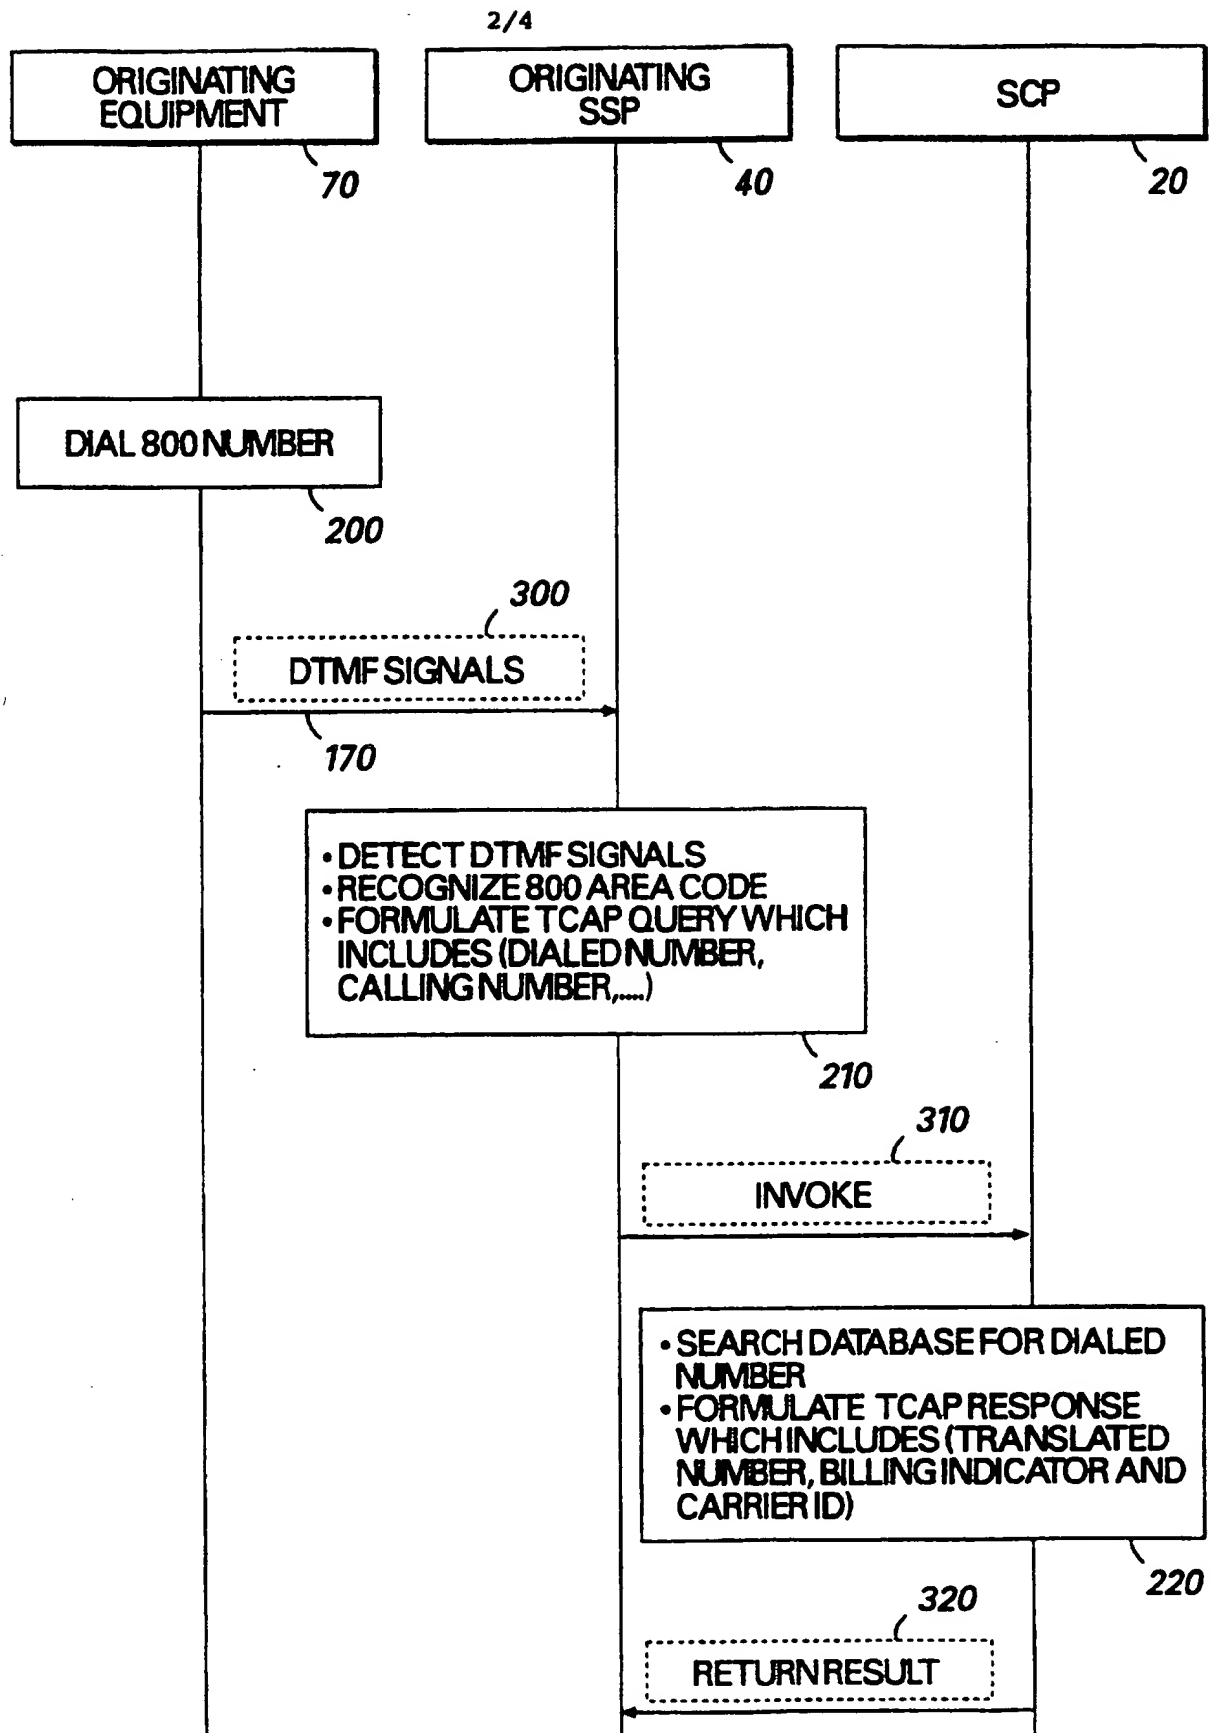 2/4
ORIGINATING
EQUIPMENT
ORIGINATING
SSP
SCP
70
40
20
DIAL 800 NUMBER
200
300
DTMF SIGNALS
170
• DETECT DTMF SIGNALS
• RECOGNIZE 800 AREA CODE
• FORMULATE TCAP QUERY WHICH
INCLUDES (DIALED NUMBER,
CALLING NUMBER,....)
210
310
INVOKE
• SEARCH DATABASE FOR DIALED
NUMBER
• FORMULATE TCAP RESPONSE
WHICH INCLUDES (TRANSLATED
NUMBER, BILLING INDICATOR AND
CARRIER ID)
220
320
RETURN RESULT